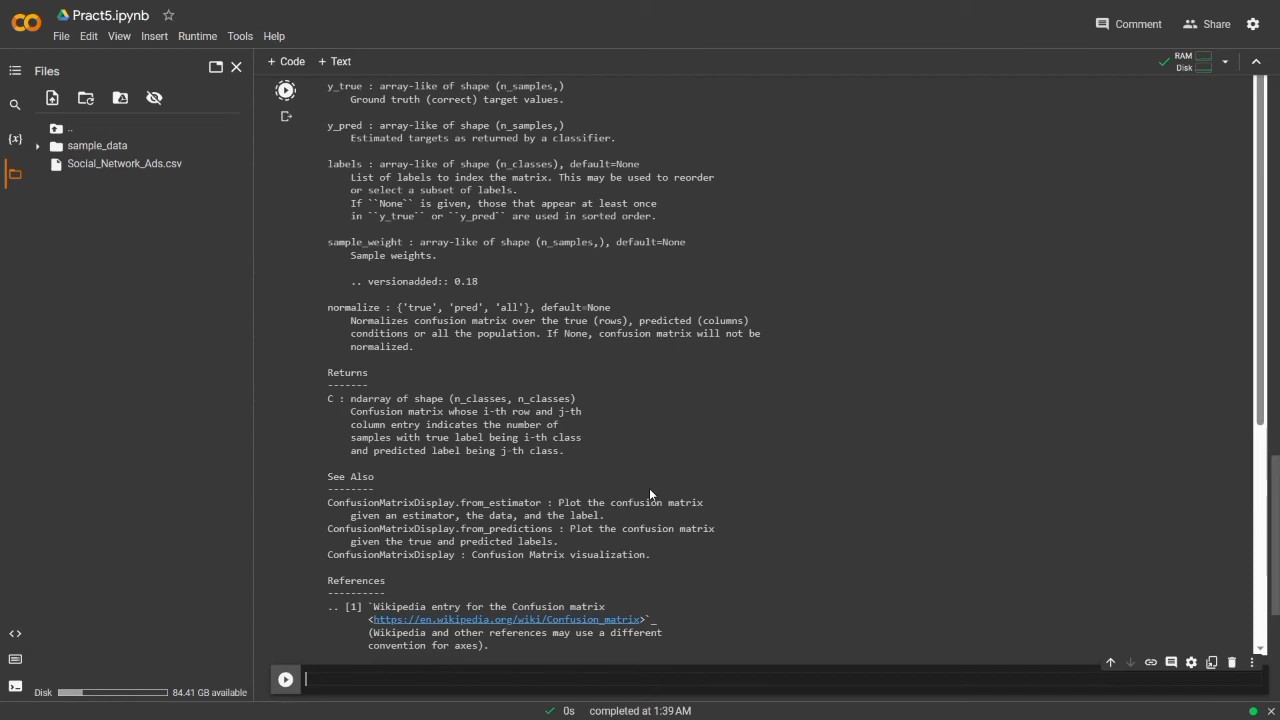 Pract5.ipynb
File Edit View Insert Runtime Tools Help
Comment
Share
Files
+ Code + Text
RAM
Disk
..
sample_data
Social_Network_Ads.csv
{x}
y_true : array-like of shape (n_samples,)
Ground truth (correct) target values.
y_pred : array-like of shape (n_samples,)
Estimated targets as returned by a classifier.
labels : array-like of shape (n_classes), default=None
List of labels to index the matrix. This may be used to reorder
or select a subset of labels.
If ``None`` is given, those that appear at least once
in ``y_true`` or ``y_pred`` are used in sorted order.
sample_weight : array-like of shape (n_samples,), default=None
Sample weights.
.. versionadded:: 0.18
normalize : {'true', 'pred', 'all'}, default=None
Normalizes confusion matrix over the true (rows), predicted (columns)
conditions or all the population. If None, confusion matrix will not be
normalized.
Returns
-------
C : ndarray of shape (n_classes, n_classes)
Confusion matrix whose i-th row and j-th
column entry indicates the number of
samples with true label being i-th class
and predicted label being j-th class.
See Also
--------
ConfusionMatrixDisplay.from_estimator : Plot the confusion matrix
given an estimator, the data, and the label.
ConfusionMatrixDisplay.from_predictions : Plot the confusion matrix
given the true and predicted labels.
ConfusionMatrixDisplay : Confusion Matrix visualization.
References
----------
.. [1] `Wikipedia entry for the Confusion matrix
<https://en.wikipedia.org/wiki/Confusion_matrix>`_
(Wikipedia and other references may use a different
convention for axes).
Disk 84.41 GB available
0s completed at 1:39 AM